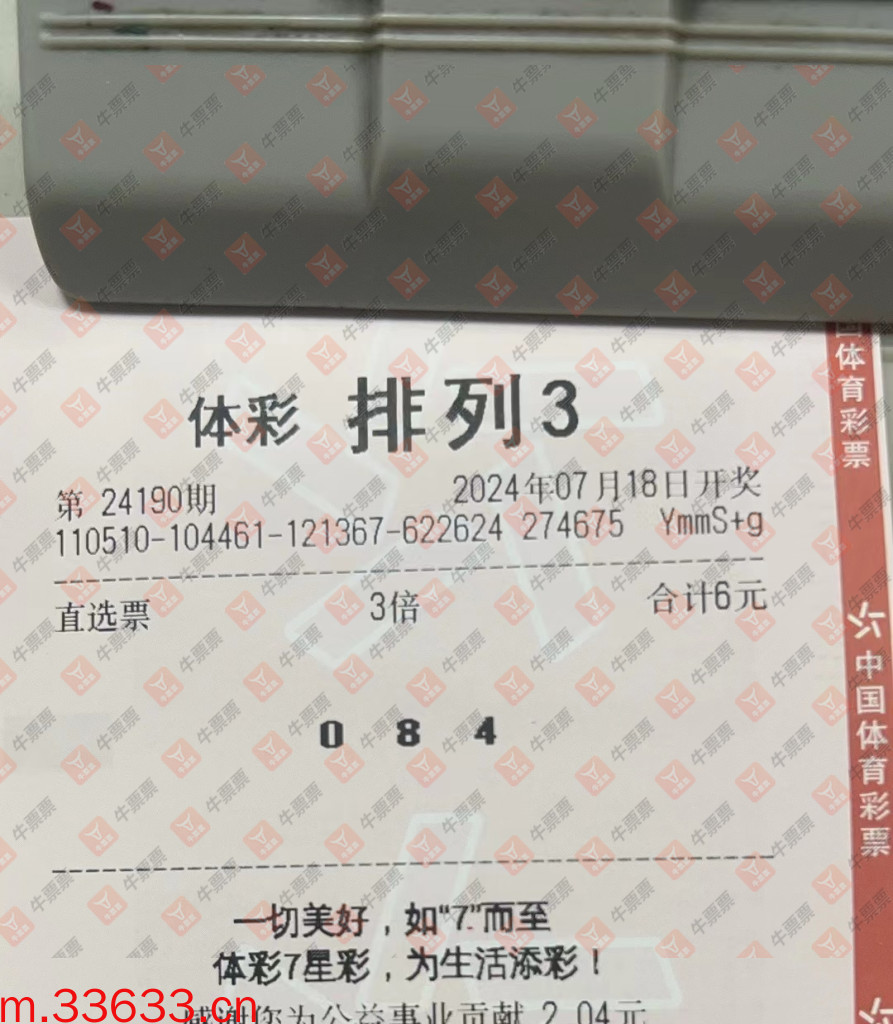 体彩 排列3
第 24190期 2024年07月18日开奖
110510-104461-121367-622624 274675 YmmS+g
直选票 3倍 合计6元
0 8 4
一切美好，如“7”而至
体彩7星彩，为生活添彩！
感谢您为公益事业贡献 2.04元
m.33633.cn
国体育彩票
中国体育彩票
牛票票